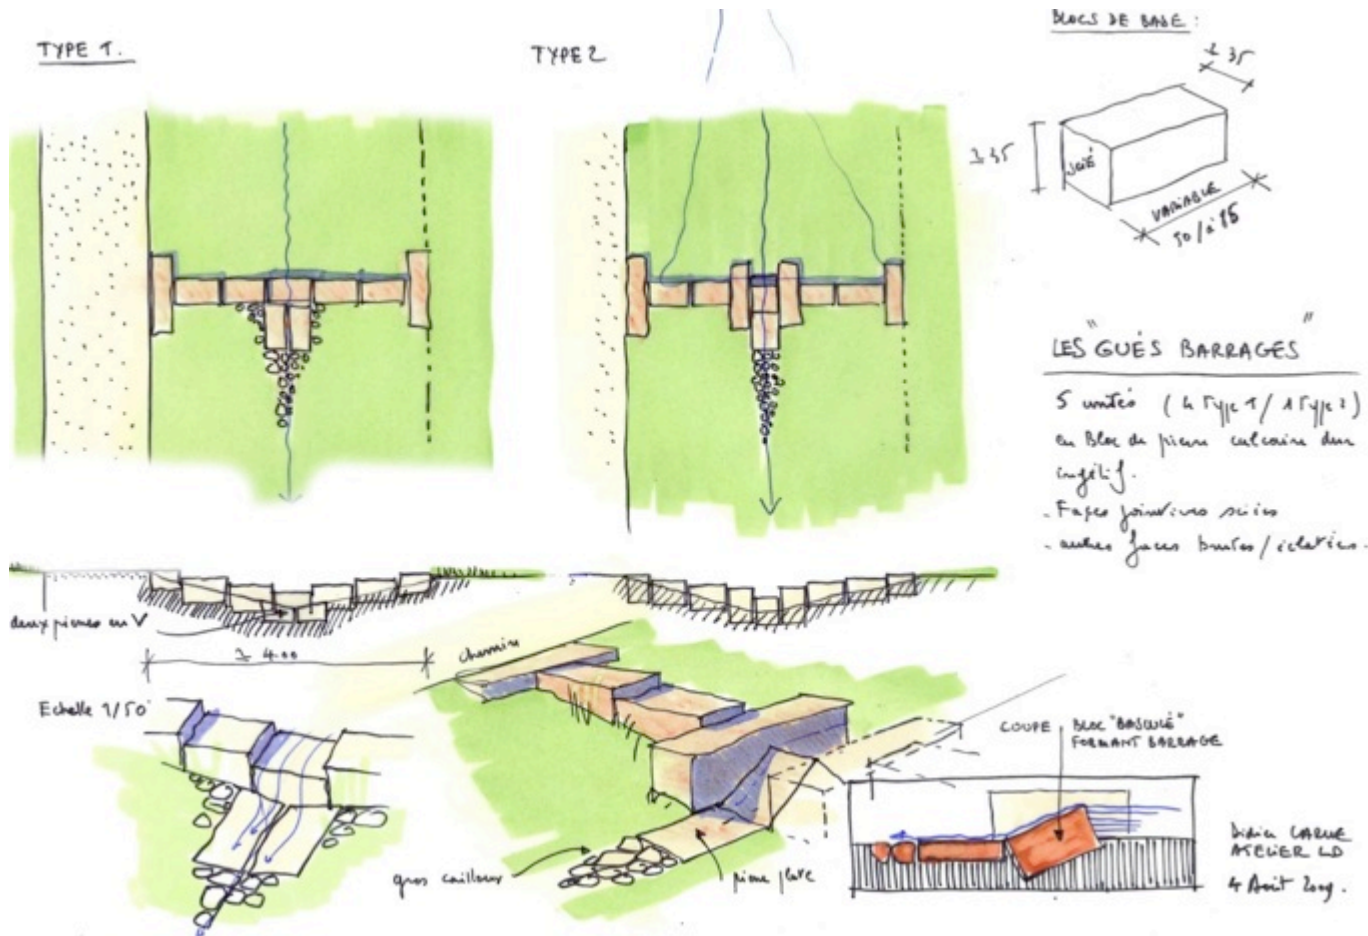 TYPE 1.
TYPE 2
BLOCS DE BASE :
± 35
± 35
SCIÉ
VARIABLE
50/à 85
LES "GUÉS BARRAGES"
5 unités (4 Type 1 / 1 Type 2)
en Bloc de pierre calcaire dur
ingélif.
- Faces jointives sciées
- autres faces brutes/éclatées.
deux pierres en V
± 4.00
chemin
Echelle 1/50
COUPE
BLOC "BASCULÉ"
FORMANT BARRAGE
gros cailloux
pierre plate
Didier LARUE
ATELIER LD
4 Août 2009.